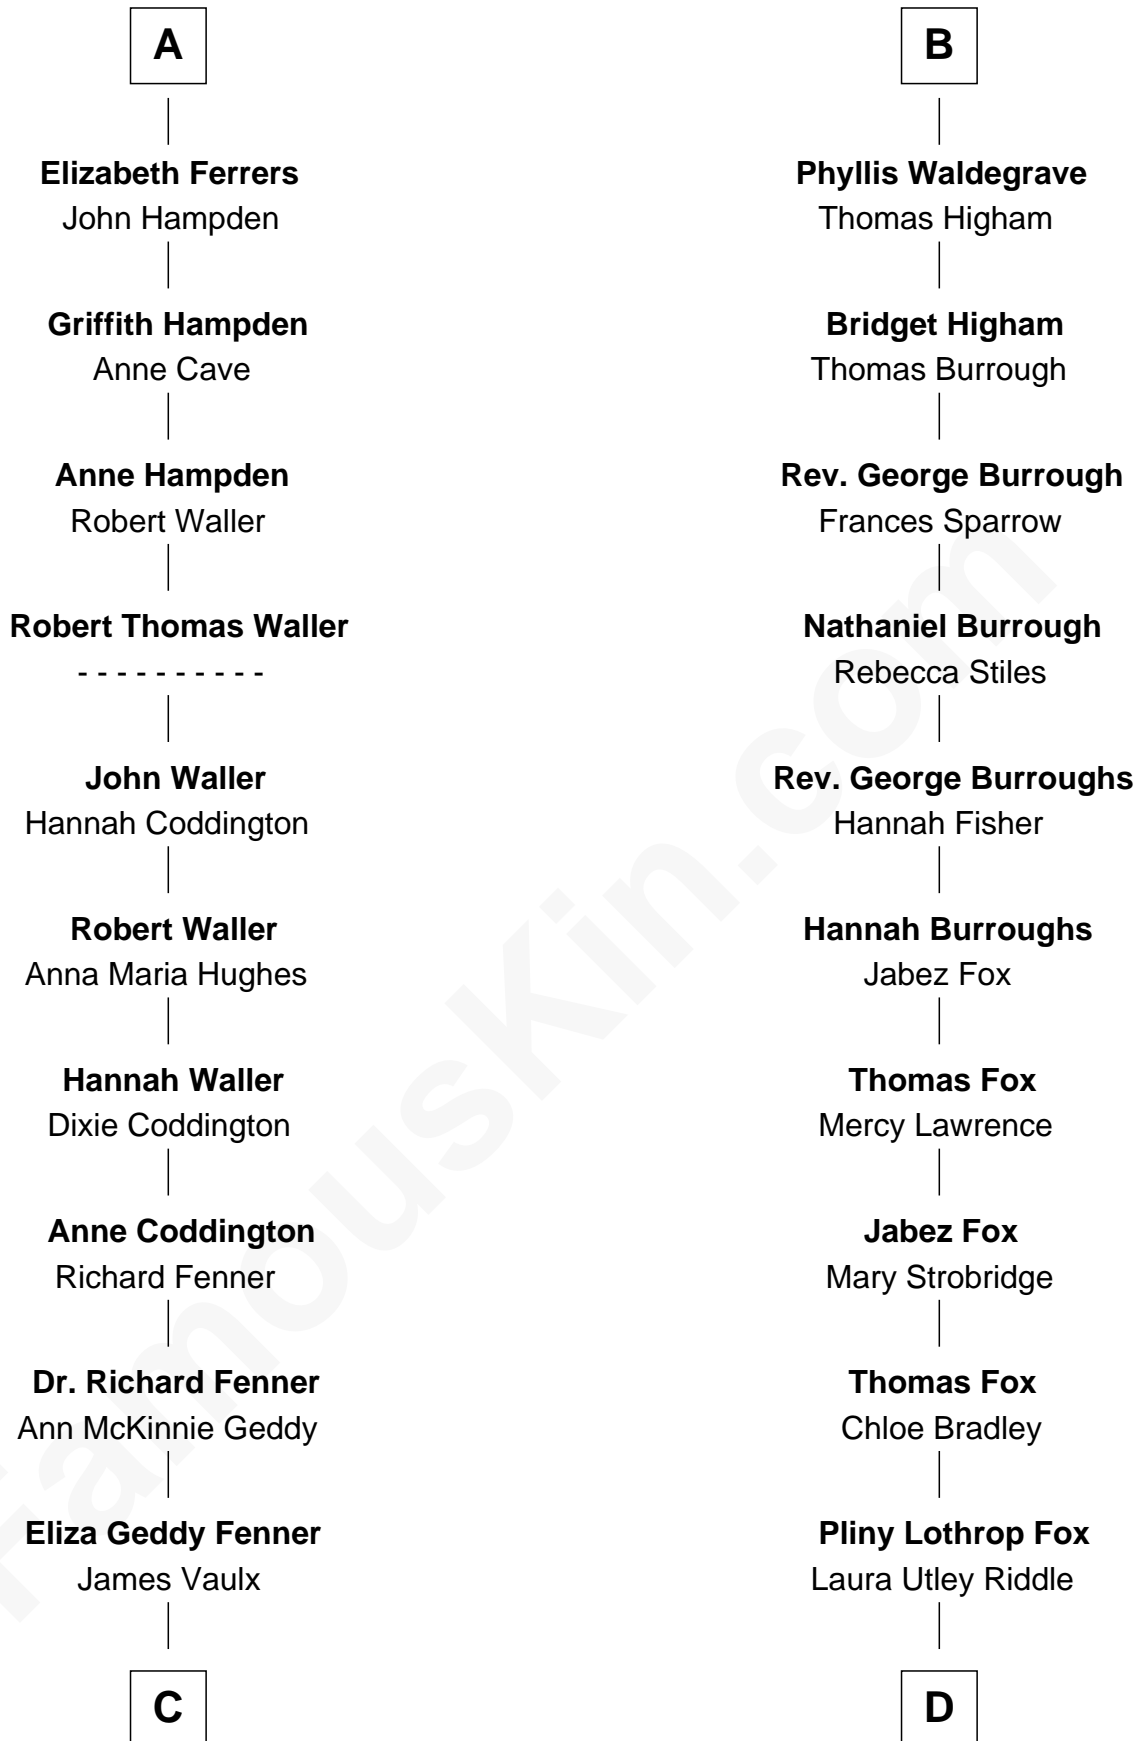 A
Elizabeth Ferrers
John Hampden
Griffith Hampden
Anne Cave
Anne Hampden
Robert Waller
Robert Thomas Waller
- - - - - - - - - -
John Waller
Hannah Coddington
Robert Waller
Anna Maria Hughes
Hannah Waller
Dixie Coddington
Anne Coddington
Richard Fenner
Dr. Richard Fenner
Ann McKinnie Geddy
Eliza Geddy Fenner
James Vaulx
C
B
Phyllis Waldegrave
Thomas Higham
Bridget Higham
Thomas Burrough
Rev. George Burrough
Frances Sparrow
Nathaniel Burrough
Rebecca Stiles
Rev. George Burroughs
Hannah Fisher
Hannah Burroughs
Jabez Fox
Thomas Fox
Mercy Lawrence
Jabez Fox
Mary Strobridge
Thomas Fox
Chloe Bradley
Pliny Lothrop Fox
Laura Utley Riddle
D
FamousKin.com